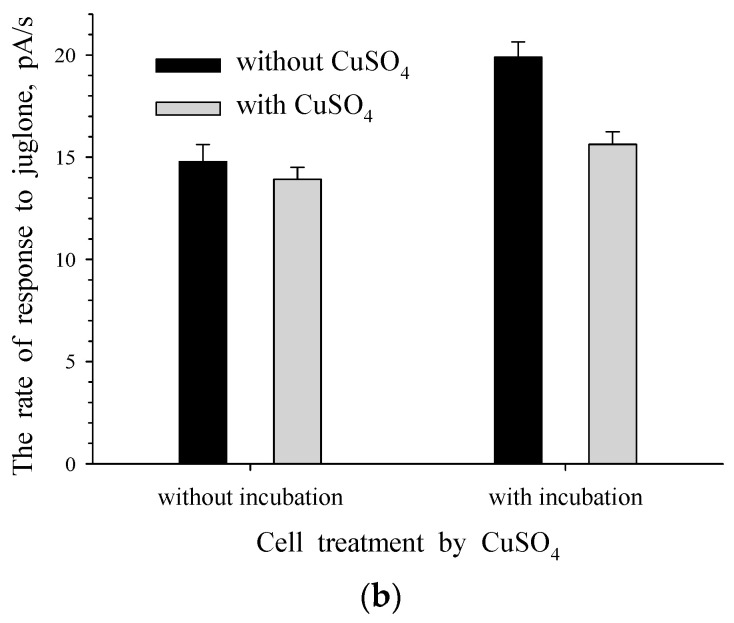 The rate of response to juglone, pA/s
20
15
10
5
0
without CuSO₄
with CuSO₄
without incubation
with incubation
Cell treatment by CuSO₄
(b)